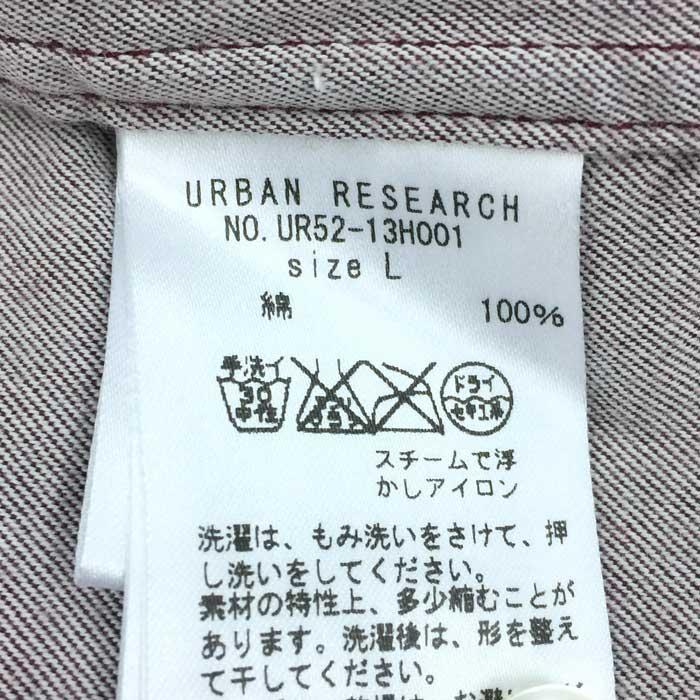 URBAN RESEARCH
NO. UR52-13H001
size L
綿 100%
手洗イ
30
中性
ドライ
セキユ系
スチームで浮
かしアイロン
洗濯は、もみ洗いをさけて、押
し洗いをしてください。
素材の特性上、多少縮むことが
あります。洗濯後は、形を整え
て干してください。